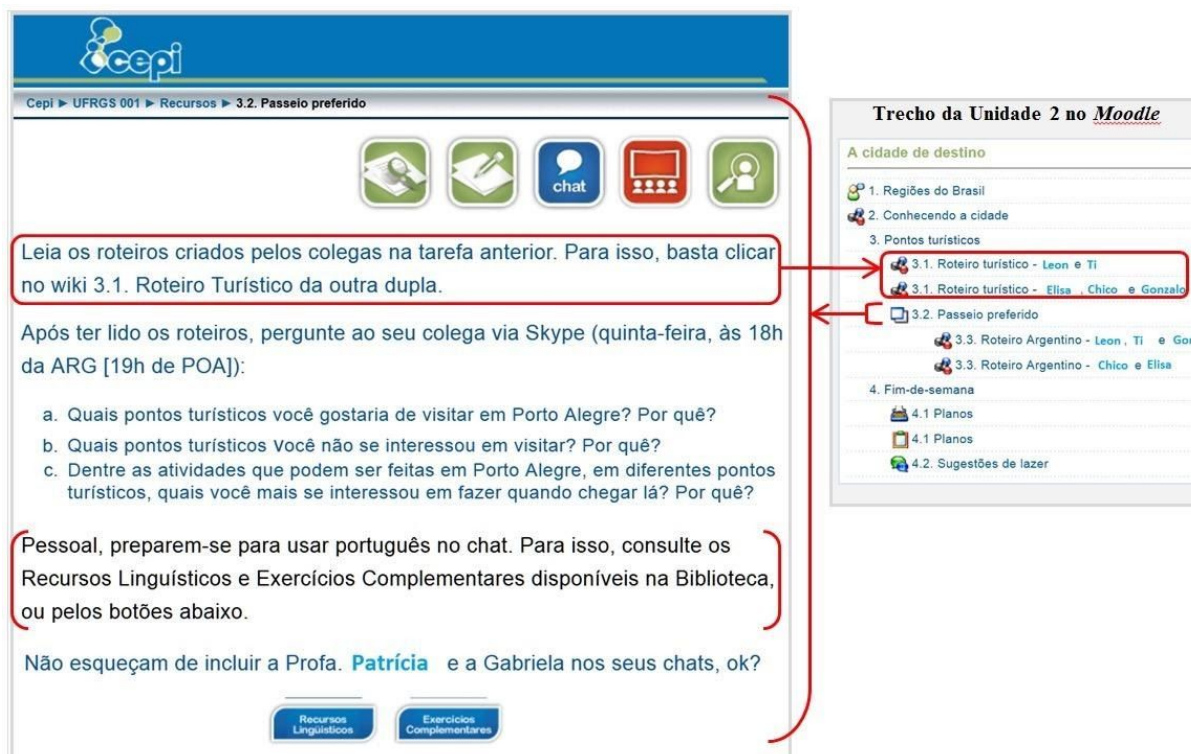 cepi
Cepi ► UFRGS 001 ► Recursos ► 3.2. Passeio preferido
chat
Leia os roteiros criados pelos colegas na tarefa anterior. Para isso, basta clicar
no wiki 3.1. Roteiro Turístico da outra dupla.
Após ter lido os roteiros, pergunte ao seu colega via Skype (quinta-feira, às 18h
da ARG [19h de POA]):
a. Quais pontos turísticos você gostaria de visitar em Porto Alegre? Por quê?
b. Quais pontos turísticos Você não se interessou em visitar? Por quê?
c. Dentre as atividades que podem ser feitas em Porto Alegre, em diferentes pontos
turísticos, quais você mais se interessou em fazer quando chegar lá? Por quê?
Pessoal, preparem-se para usar português no chat. Para isso, consulte os
Recursos Linguísticos e Exercícios Complementares disponíveis na Biblioteca,
ou pelos botões abaixo.
Não esqueçam de incluir a Profa. Patrícia e a Gabriela nos seus chats, ok?
Recursos
Lingüísticos
Exercícios
Complementares
Trecho da Unidade 2 no Moodle
A cidade de destino
1. Regiões do Brasil
2. Conhecendo a cidade
3. Pontos turísticos
3.1. Roteiro turístico - Leon e Ti
3.1. Roteiro turístico - Elisa , Chico e Gonzalo
3.2. Passeio preferido
3.3. Roteiro Argentino - Leon , Ti e Gon
3.3. Roteiro Argentino - Chico e Elisa
4. Fim-de-semana
4.1 Planos
4.1 Planos
4.2. Sugestões de lazer